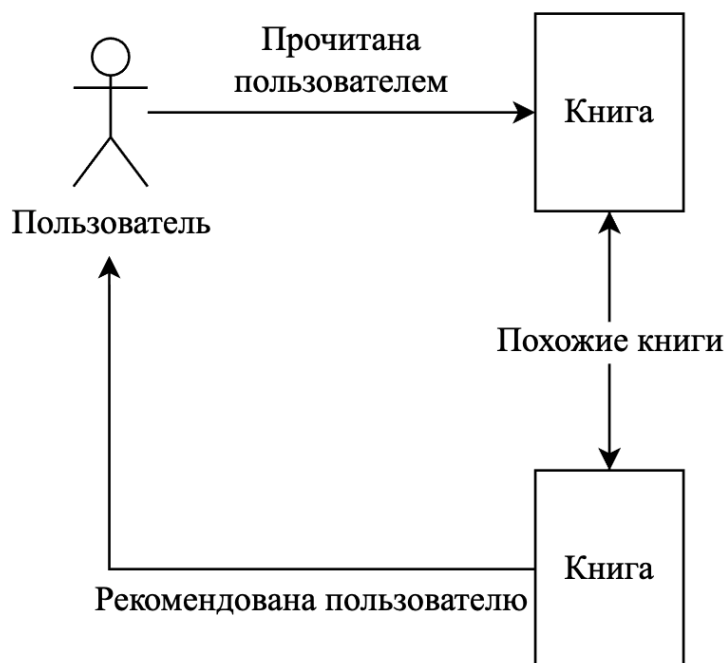 Прочитана
пользователем
Книга
Пользователь
Похожие книги
Книга
Рекомендована пользователю